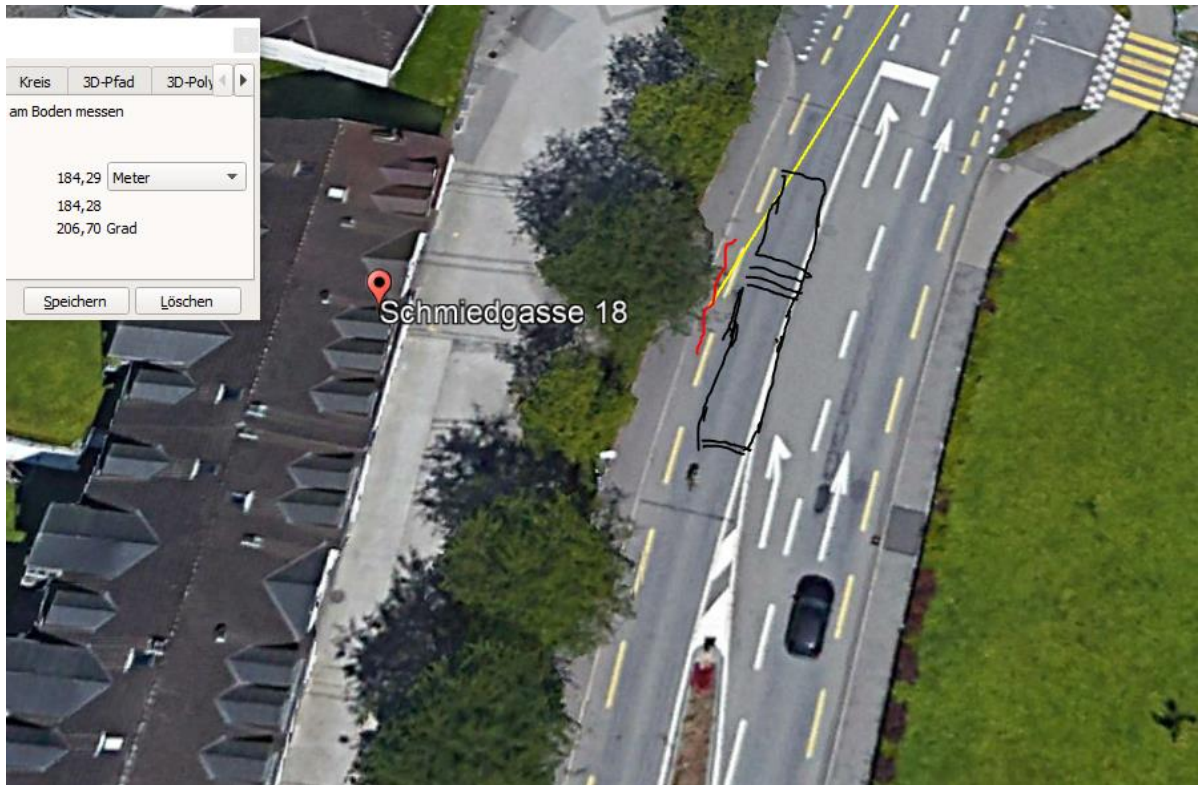 Kreis 3D-Pfad 3D-Poly
am Boden messen
184,29 Meter
184,28
206,70 Grad
Speichern Löschen
Schmiedgasse 18